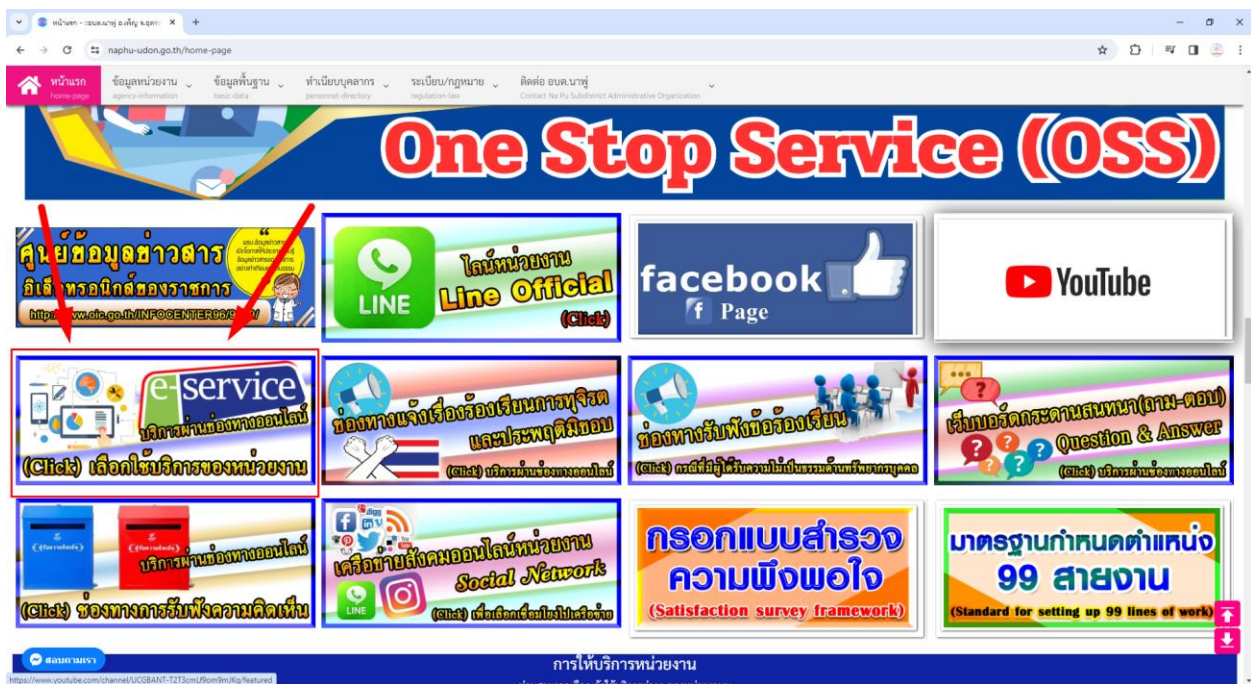 หน้าแรก - :::อบต.นาพู่ อ.เพ็ญ จ.อุดร:
naphu-udon.go.th/home-page
หน้าแรก
home-page
ข้อมูลหน่วยงาน
agency-information
ข้อมูลพื้นฐาน
basic-data
ทำเนียบบุคลากร
personnel-directory
ระเบียบ/กฎหมาย
regulation-law
ติดต่อ อบต.นาพู่
Contact Na Pu Subdistrict Administrative Organization
One Stop Service (OSS)
ศูนย์ข้อมูลข่าวสาร
อิเล็กทรอนิกส์ของราชการ
LINE
ไลน์หน่วยงาน
Line Official
(Click)
facebook
f Page
YouTube
e-service
บริการผ่านช่องทางออนไลน์
(Click) เลือกใช้บริการของหน่วยงาน
ช่องทางแจ้งเรื่องร้องเรียนการทุจริต
และประพฤติมิชอบ
(Click) บริการผ่านช่องทางออนไลน์
ช่องทางรับฟังข้อร้องเรียน
(Click) กรณีที่มีผู้ได้รับความไม่เป็นธรรมด้านทรัพยากรบุคคล
เว็บบอร์ดกระดานสนทนา(ถาม-ตอบ)
Question & Answer
(Click) บริการผ่านช่องทางออนไลน์
(ตู้รับความคิดเห็น)
(ตู้รับความคิดเห็น)
บริการผ่านช่องทางออนไลน์
(Click) ช่องทางการรับฟังความคิดเห็น
digg
in
LINE
เครือข่ายสังคมออนไลน์หน่วยงาน
Social Network
(Click) เพื่อเลือกเชื่อมโยงไปเครือข่าย
กรอกแบบสำรวจ
ความพึงพอใจ
(Satisfaction survey framework)
มาตรฐานกำหนดตำแหน่ง
99 สายงาน
(Standard for setting up 99 lines of work)
สอบถามเรา
การให้บริการหน่วยงาน